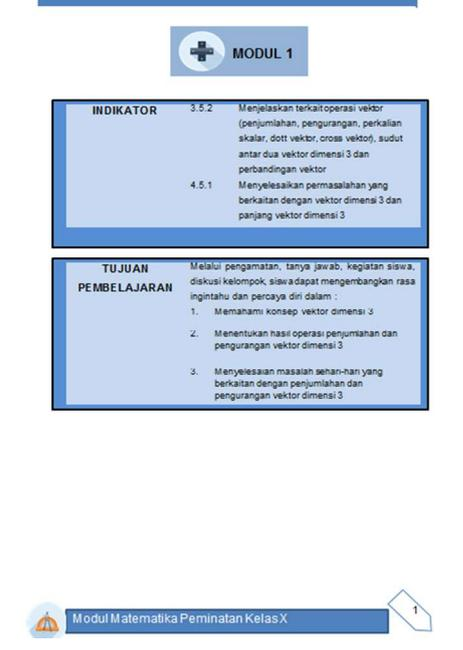 MODUL 1
INDIKATOR
3.5.2 Menjelaskan terkait operasi vektor
(penjumlahan, pengurangan, perkalian
skalar, dott vektor, cross vektor), sudut
antar dua vektor dimensi 3 dan
perbandingan vektor
4.5.1 Menyelesaikan permasalahan yang
berkaitan dengan vektor dimensi 3 dan
panjang vektor dimensi 3
TUJUAN
PEMBELAJARAN
Melalui pengamatan, tanya jawab, kegiatan siswa,
diskusi kelompok, siswa dapat mengembangkan rasa
ingintahu dan percaya diri dalam :
1. Memahami konsep vektor dimensi 3
2. Menentukan hasil operasi penjumlahan dan
pengurangan vektor dimensi 3
3. Menyelesaian masalah sehari-hari yang
berkaitan dengan penjumlahan dan
pengurangan vektor dimensi 3
Modul Matematika Peminatan Kelas X
1